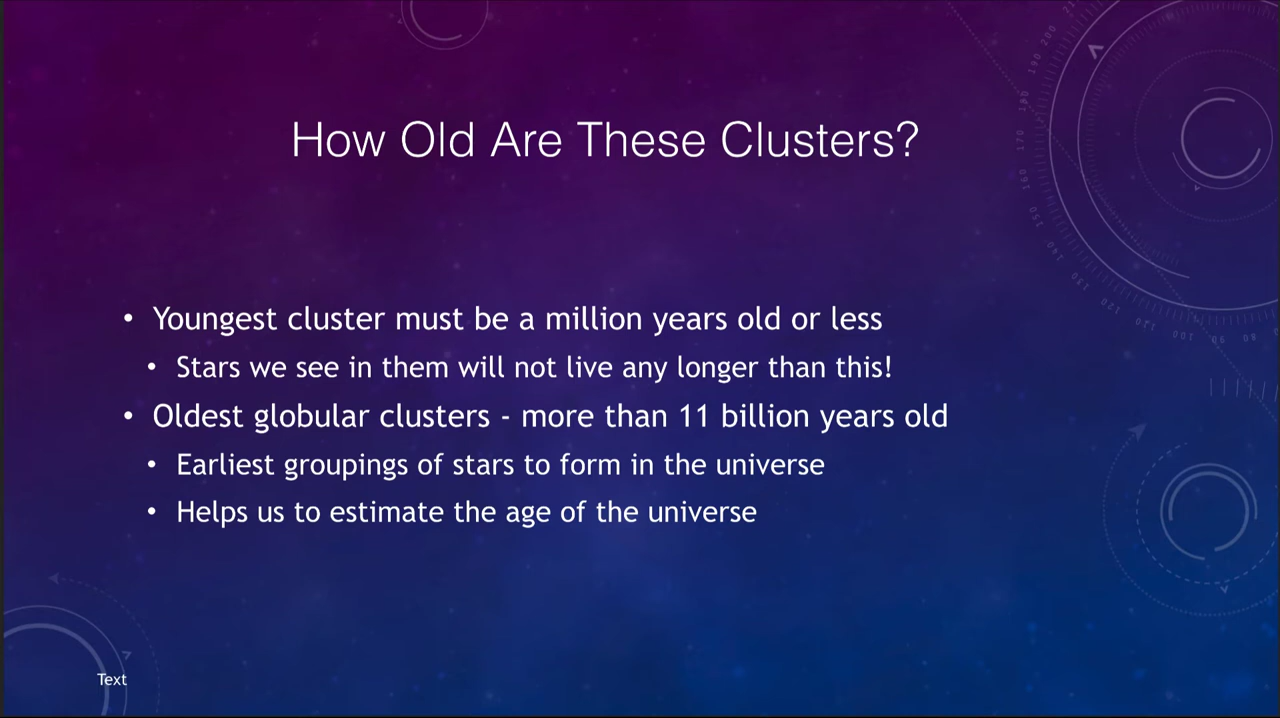 How Old Are These Clusters?
• Youngest cluster must be a million years old or less
• Stars we see in them will not live any longer than this!
• Oldest globular clusters - more than 11 billion years old
• Earliest groupings of stars to form in the universe
• Helps us to estimate the age of the universe
Text